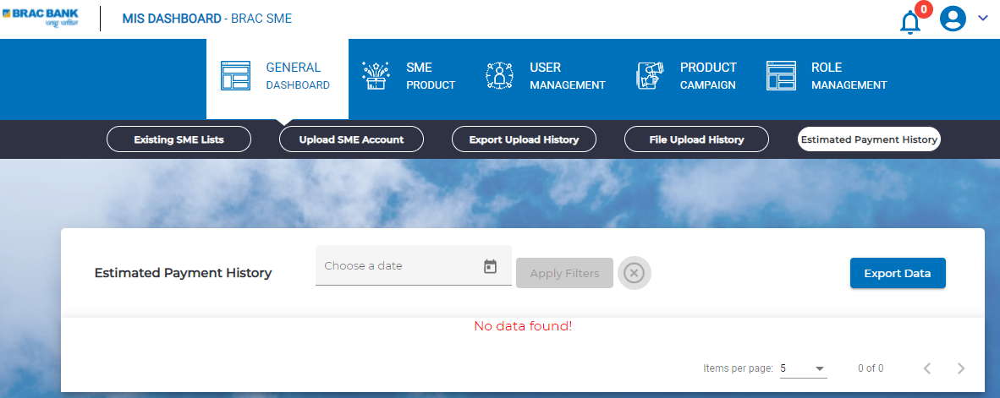 BRAC BANK
MIS DASHBOARD - BRAC SME
0
GENERAL
DASHBOARD
SME
PRODUCT
USER
MANAGEMENT
PRODUCT
CAMPAIGN
ROLE
MANAGEMENT
Existing SME Lists
Upload SME Account
Export Upload History
File Upload History
Estimated Payment History
Estimated Payment History
Choose a date
Apply Filters
Export Data
No data found!
Items per page: 5
0 of 0